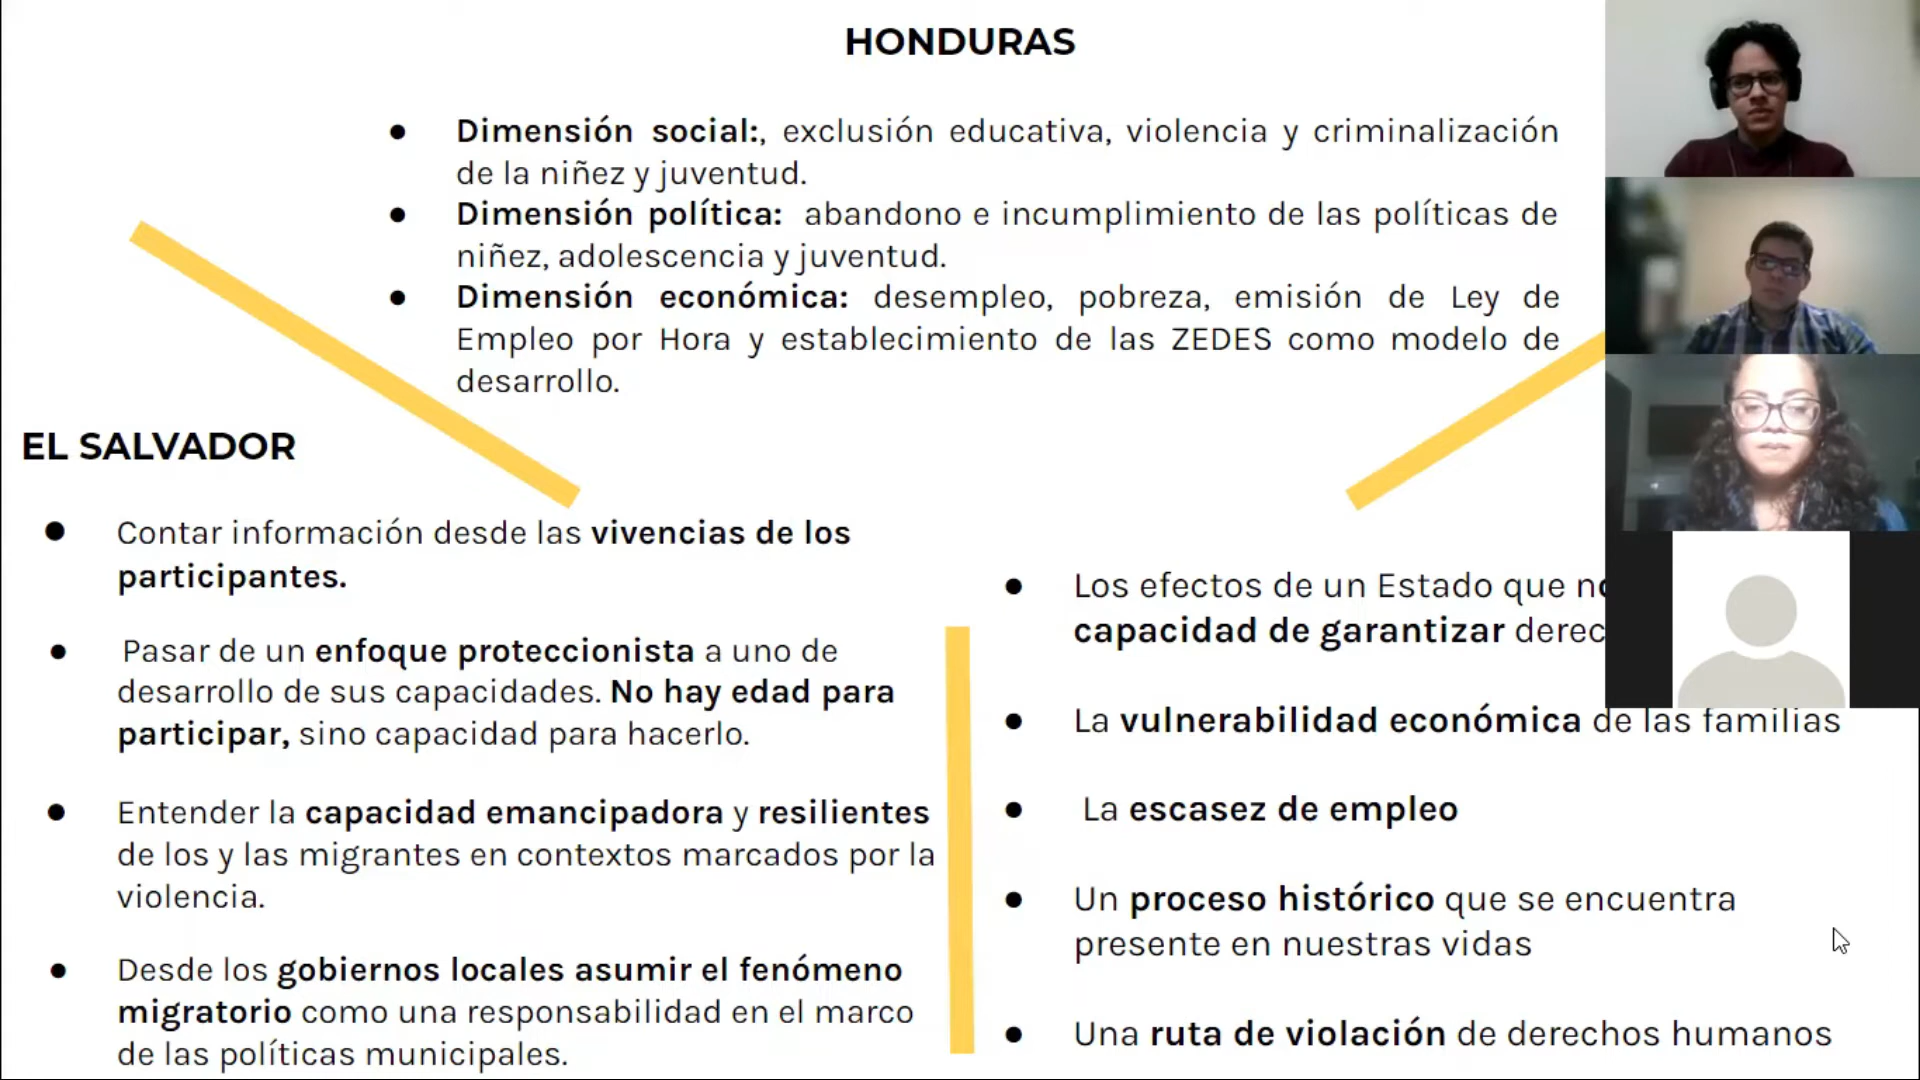 HONDURAS
● Dimensión social:, exclusión educativa, violencia y criminalización
de la niñez y juventud.
● Dimensión política: abandono e incumplimiento de las políticas de
niñez, adolescencia y juventud.
● Dimensión económica: desempleo, pobreza, emisión de Ley de
Empleo por Hora y establecimiento de las ZEDES como modelo de
desarrollo.
EL SALVADOR
● Contar información desde las vivencias de los
participantes.
● Pasar de un enfoque proteccionista a uno de
desarrollo de sus capacidades. No hay edad para
participar, sino capacidad para hacerlo.
● Entender la capacidad emancipadora y resilientes
de los y las migrantes en contextos marcados por la
violencia.
● Desde los gobiernos locales asumir el fenómeno
migratorio como una responsabilidad en el marco
de las políticas municipales.
● Los efectos de un Estado que
capacidad de garantizar
● La vulnerabilidad económica de las familias
● La escasez de empleo
● Un proceso histórico que se encuentra
presente en nuestras vidas
● Una ruta de violación de derechos humanos